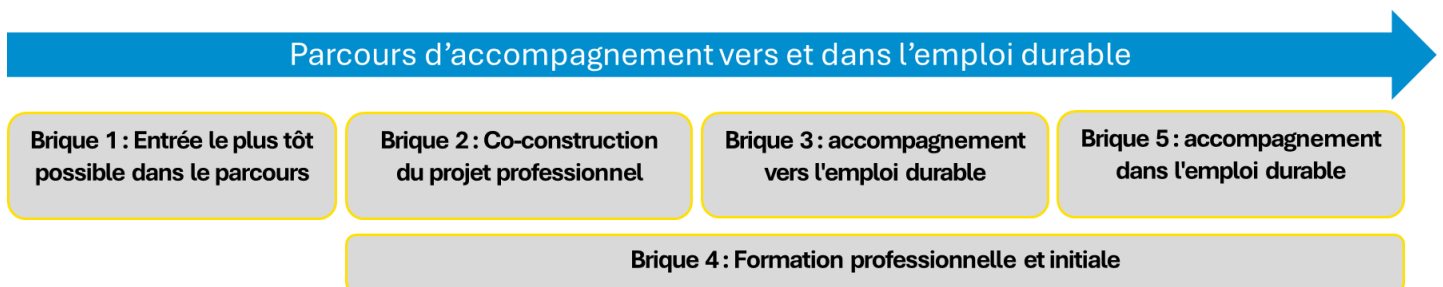 Parcours d’accompagnement vers et dans l’emploi durable
Brique 1 : Entrée le plus tôt
possible dans le parcours
Brique 2 : Co-construction
du projet professionnel
Brique 3 : accompagnement
vers l'emploi durable
Brique 5 : accompagnement
dans l'emploi durable
Brique 4 : Formation professionnelle et initiale